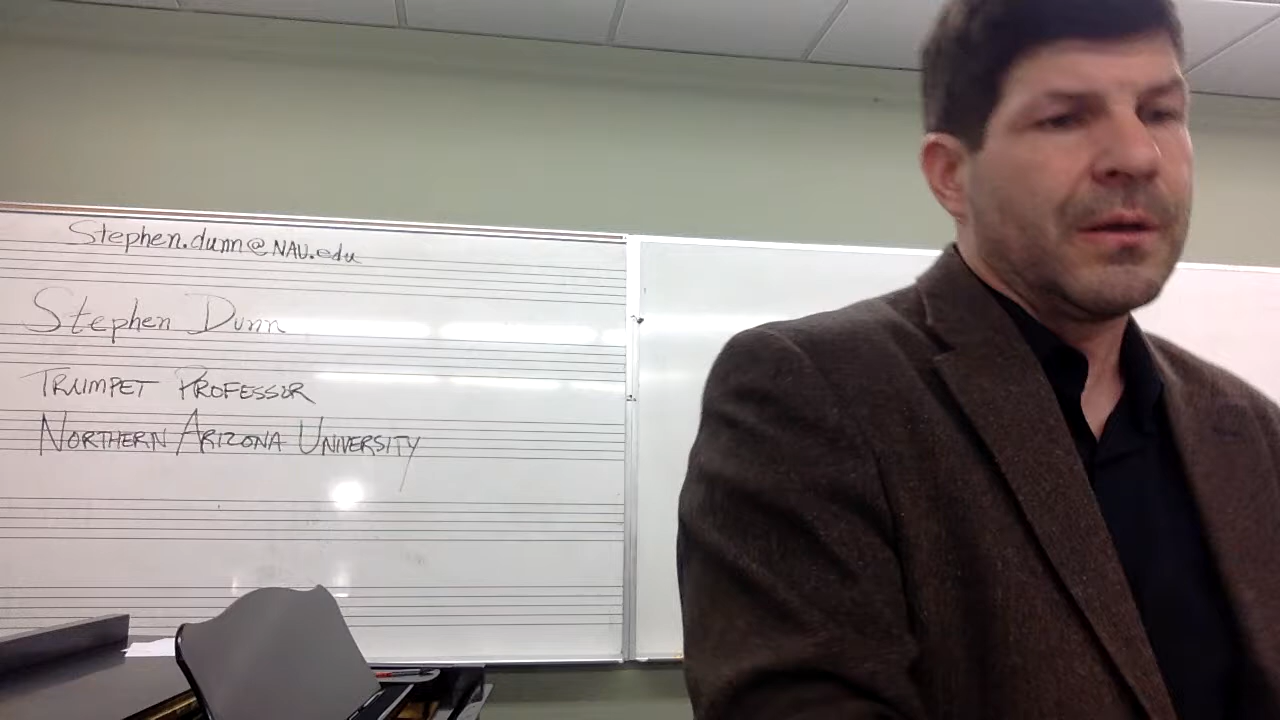 Stephen.dunn@NAU.edu
Stephen Dunn
TRUMPET PROFESSOR
NORTHERN ARIZONA UNIVERSITY